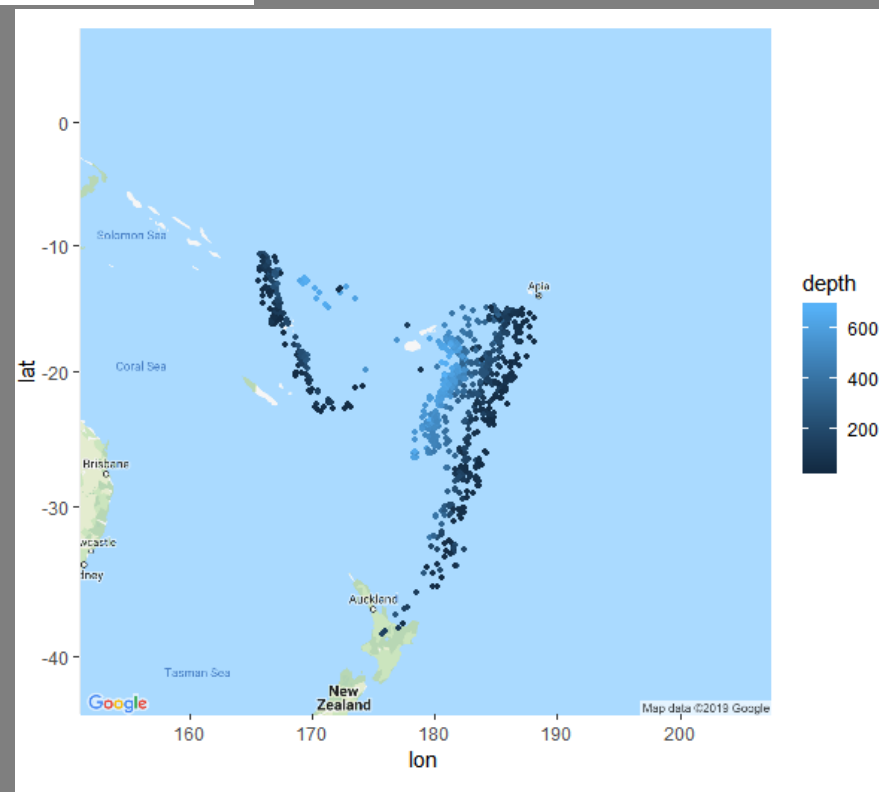 0
-10
-20
-30
-40
lat
160
170
180
190
200
lon
Solomon Sea
Apia
Coral Sea
Brisbane
wcastle
dney
Auckland
Tasman Sea
New
Zealand
Google
Map data ©2019 Google
depth
600
400
200